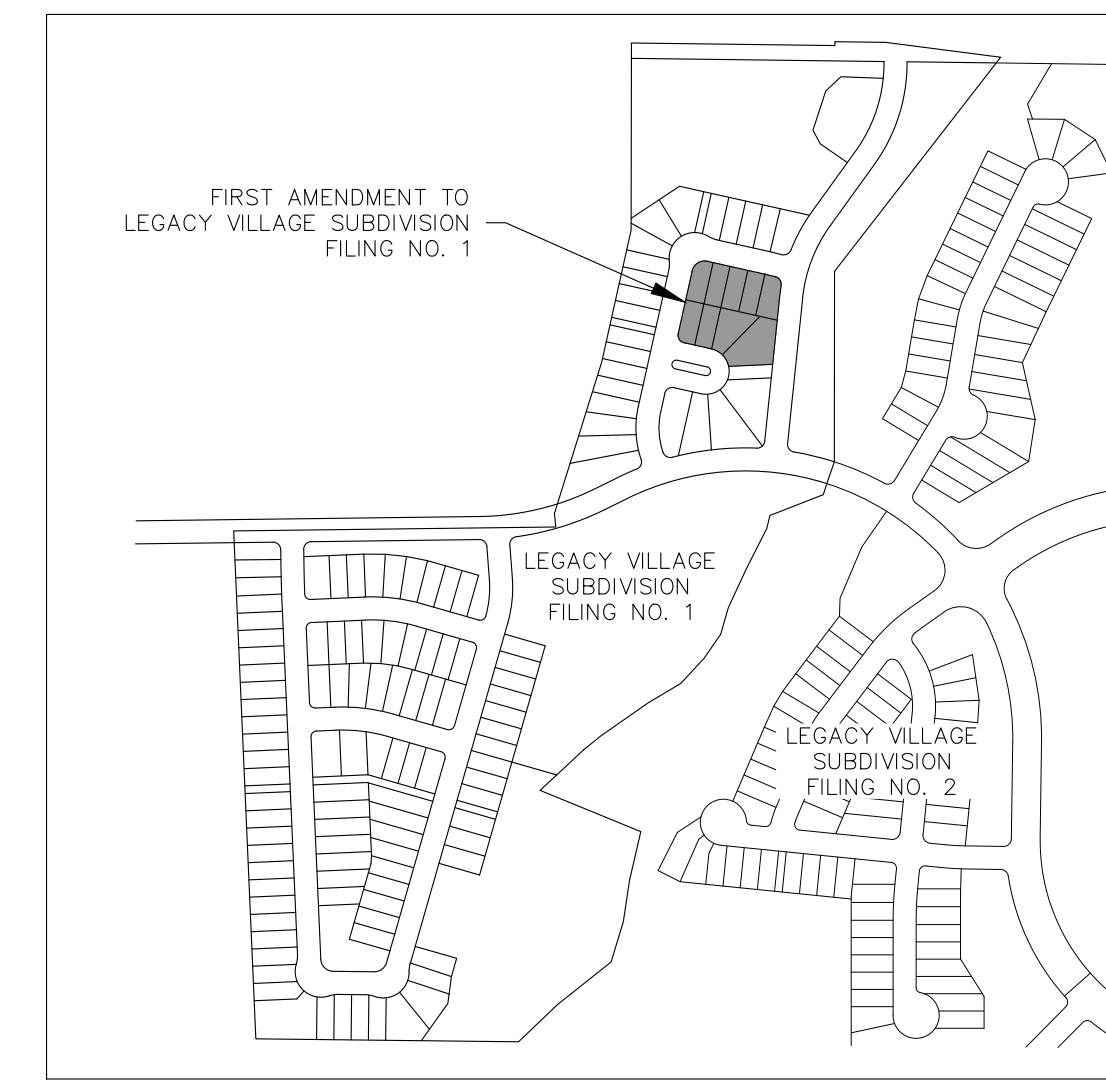 FIRST AMENDMENT TO
LEGACY VILLAGE SUBDIVISION
FILING NO. 1
LEGACY VILLAGE
SUBDIVISION
FILING NO. 1
LEGACY VILLAGE
SUBDIVISION
FILING NO. 2